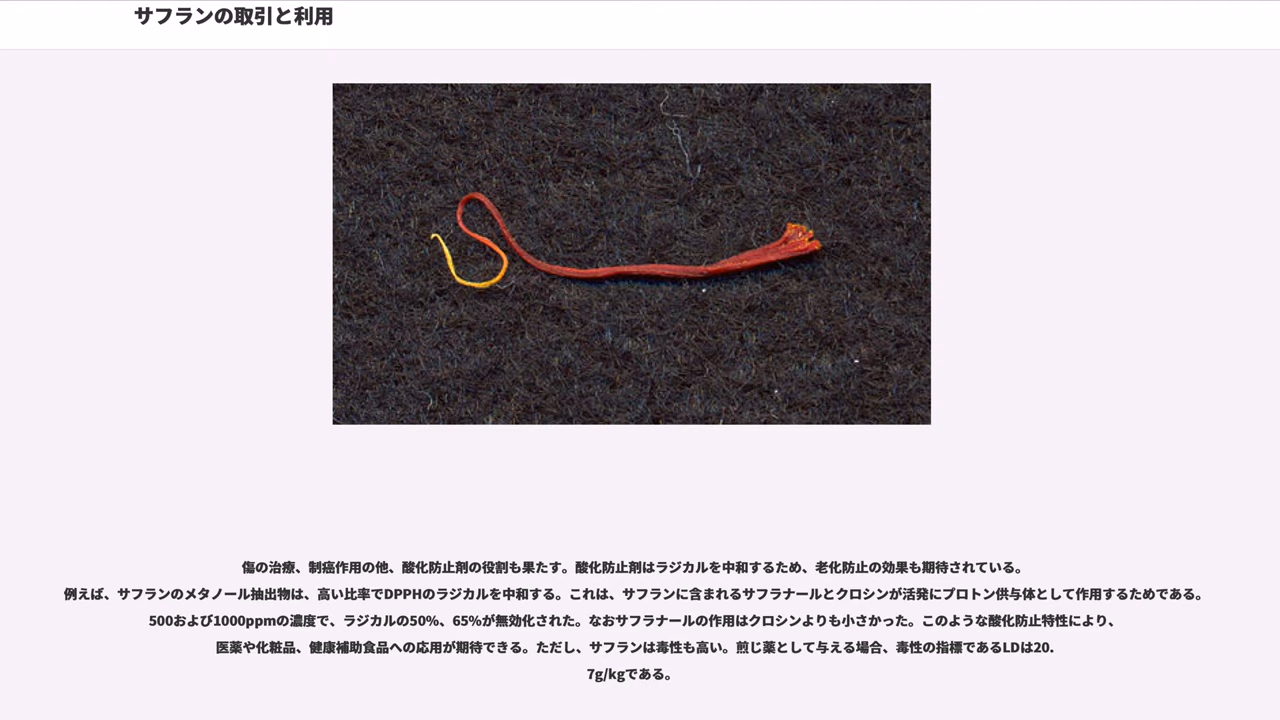 サフランの取引と利用
傷の治療、制癌作用の他、酸化防止剤の役割も果たす。酸化防止剤はラジカルを中和するため、老化防止の効果も期待されている。
例えば、サフランのメタノール抽出物は、高い比率でDPPHのラジカルを中和する。これは、サフランに含まれるサフラナールとクロシンが活発にプロトン供与体として作用するためである。
500および1000ppmの濃度で、ラジカルの50%、65%が無効化された。なおサフラナールの作用はクロシンよりも小さかった。このような酸化防止特性により、
医薬や化粧品、健康補助食品への応用が期待できる。ただし、サフランは毒性も高い。煎じ薬として与える場合、毒性の指標であるLDは20.
7g/kgである。